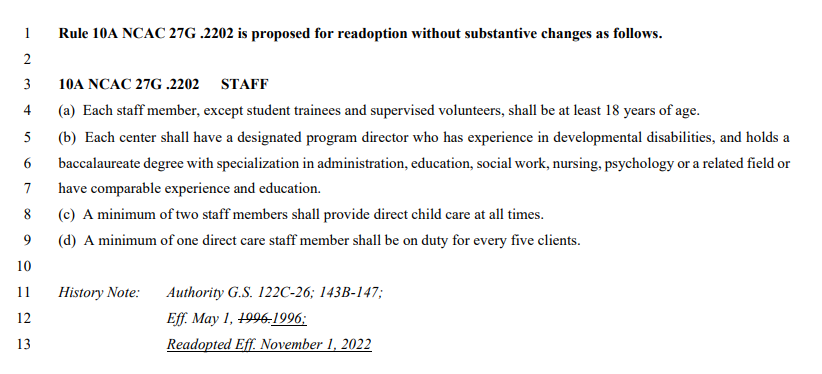 1 Rule 10A NCAC 27G .2202 is proposed for readoption without substantive changes as follows.
2
3 10A NCAC 27G .2202 STAFF
4 (a) Each staff member, except student trainees and supervised volunteers, shall be at least 18 years of age.
5 (b) Each center shall have a designated program director who has experience in developmental disabilities, and holds a
6 baccalaureate degree with specialization in administration, education, social work, nursing, psychology or a related field or
7 have comparable experience and education.
8 (c) A minimum of two staff members shall provide direct child care at all times.
9 (d) A minimum of one direct care staff member shall be on duty for every five clients.
10
11 History Note: Authority G.S. 122C-26; 143B-147;
12 Eff. May 1, 1996.1996;
13 Readopted Eff. November 1, 2022